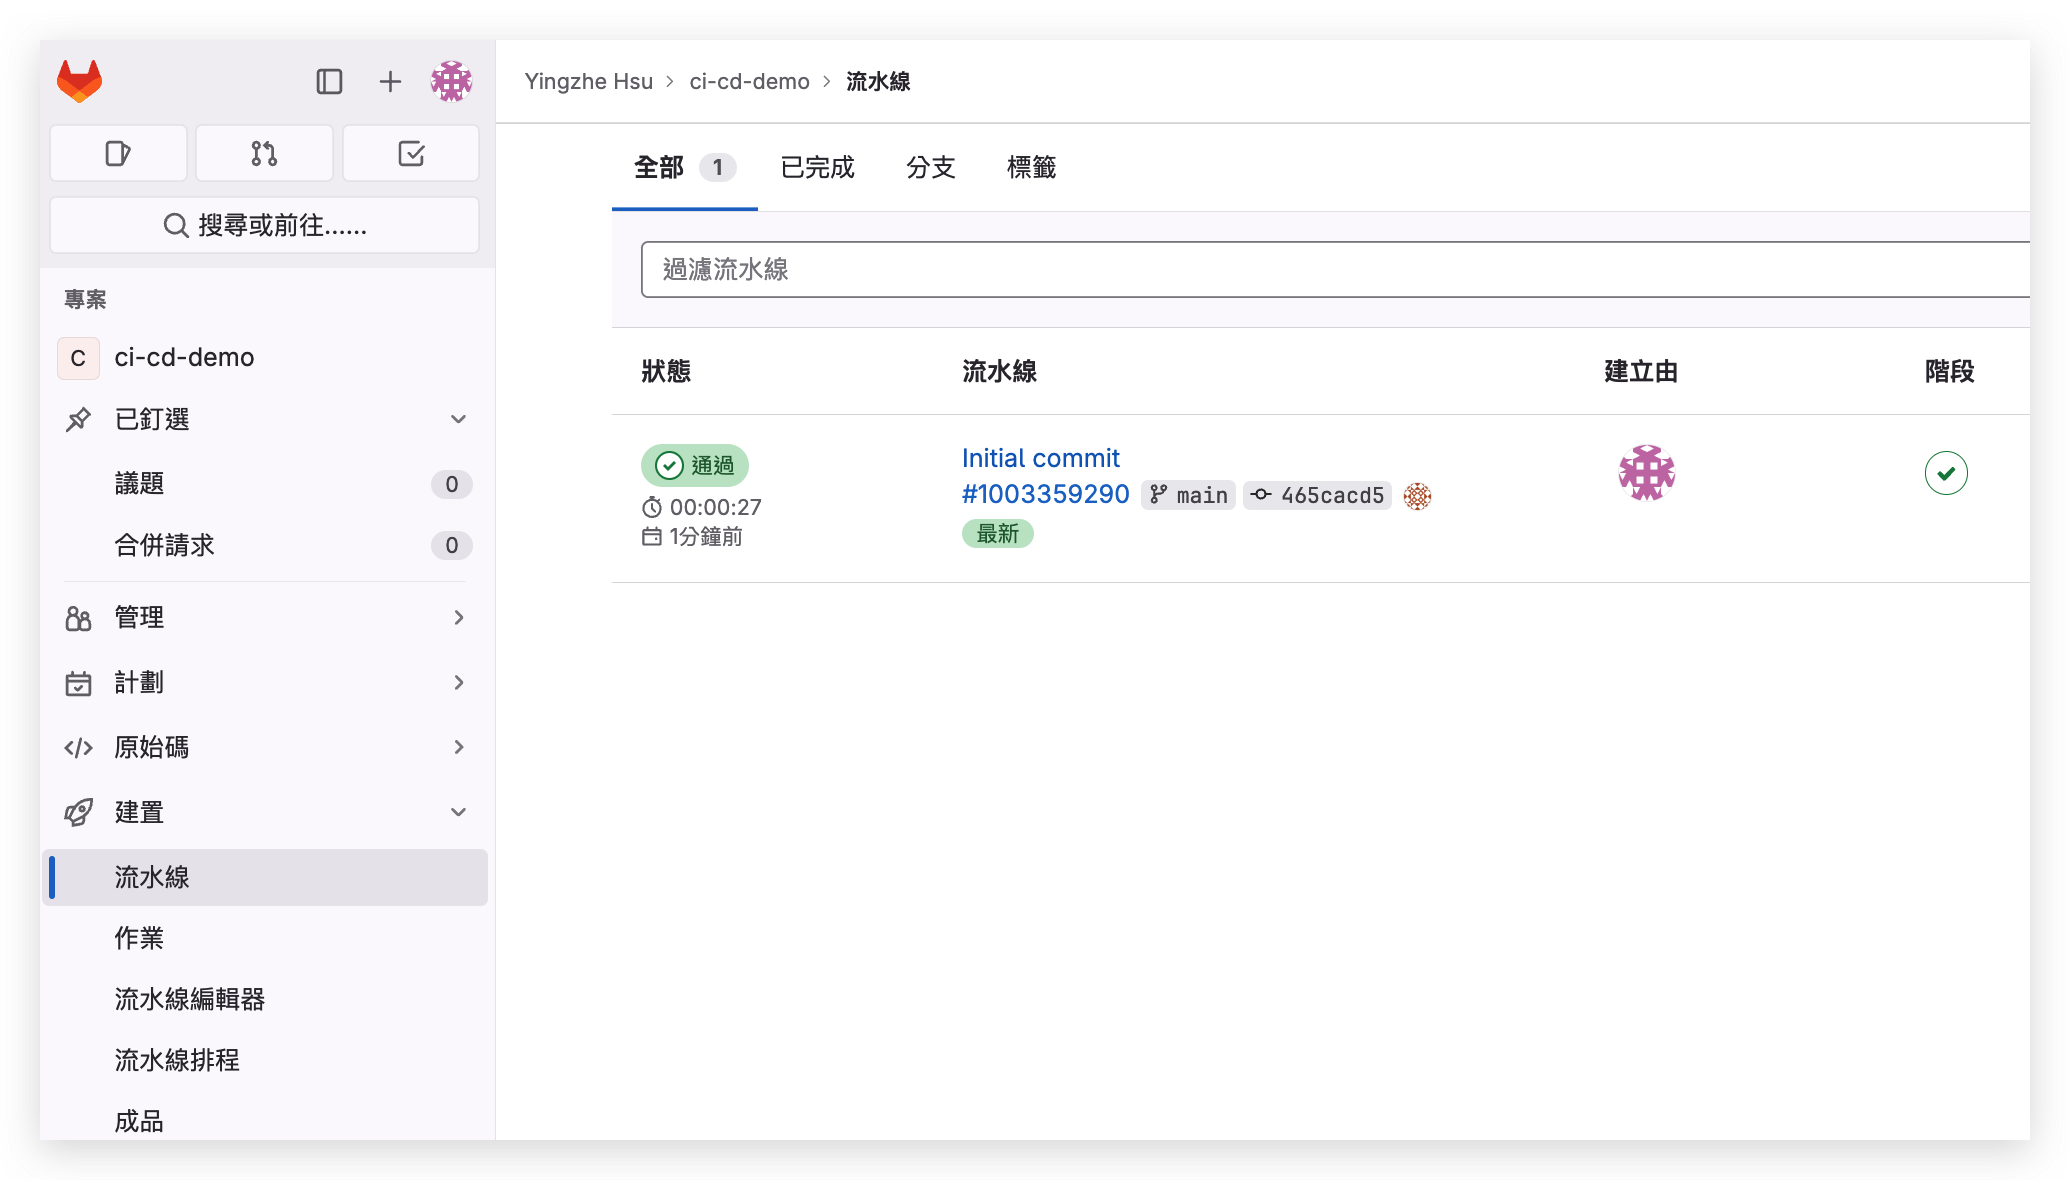 Yingzhe Hsu > ci-cd-demo > 流水線
搜尋或前往......
專案
C ci-cd-demo
已釘選
議題 0
合併請求 0
管理
計劃
原始碼
建置
流水線
作業
流水線編輯器
流水線排程
成品
全部 1 已完成 分支 標籤
過濾流水線
狀態 流水線 建立由 階段
通過
00:00:27
1分鐘前
Initial commit
#1003359290 main 465cacd5
最新